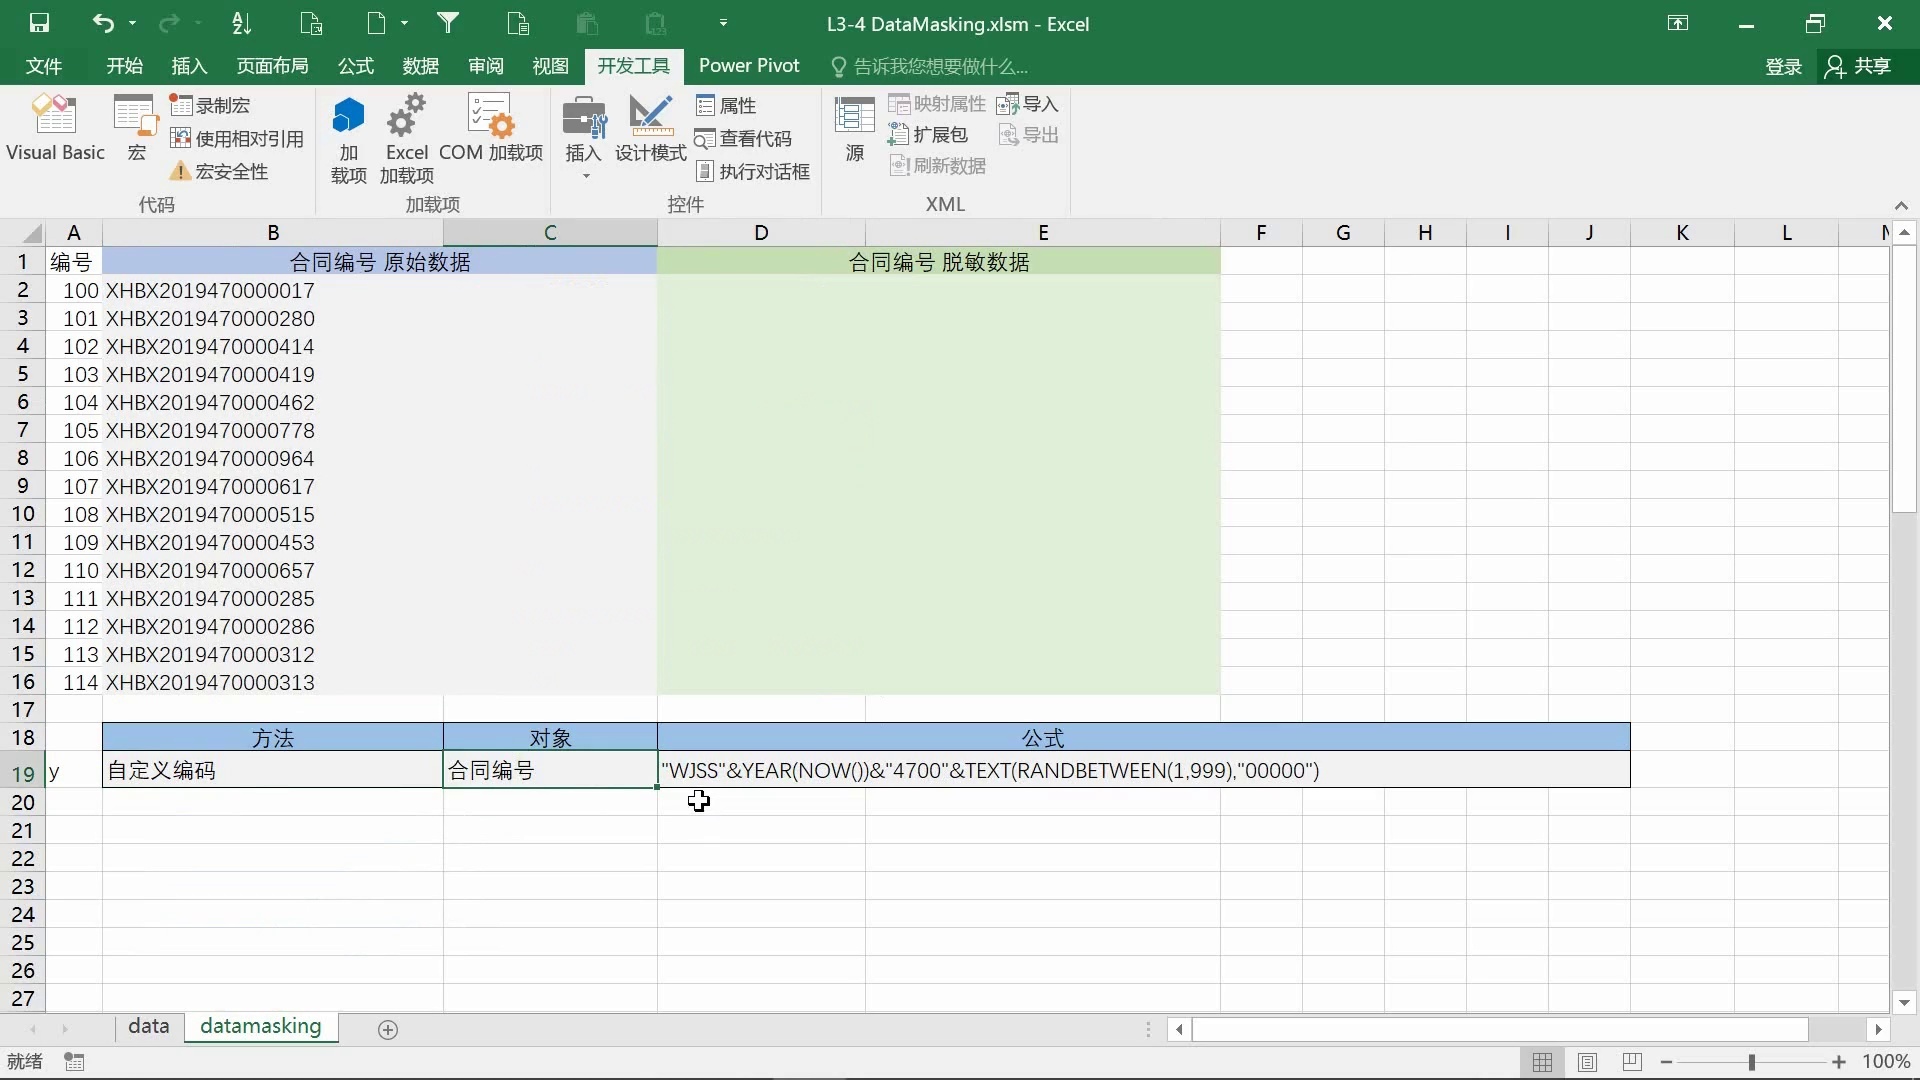 L3-4 DataMasking.xlsm - Excel
文件 开始 插入 页面布局 公式 数据 审阅 视图 开发工具 Power Pivot 告诉我您想要做什么... 登录 共享
Visual Basic
宏
录制宏
使用相对引用
宏安全性
代码
加
载项
Excel
加载项
COM 加载项
加载项
插入
设计模式
属性
查看代码
执行对话框
控件
源
映射属性
扩展包
刷新数据
导入
导出
XML
A B C D E F G H I J K L
1 编号 合同编号 原始数据 合同编号 脱敏数据
2 100 XHBX2019470000017
3 101 XHBX2019470000280
4 102 XHBX2019470000414
5 103 XHBX2019470000419
6 104 XHBX2019470000462
7 105 XHBX2019470000778
8 106 XHBX2019470000964
9 107 XHBX2019470000617
10 108 XHBX2019470000515
11 109 XHBX2019470000453
12 110 XHBX2019470000657
13 111 XHBX2019470000285
14 112 XHBX2019470000286
15 113 XHBX2019470000312
16 114 XHBX2019470000313
17
18 方法 对象 公式
19 y 自定义编码 合同编号 "WJSS"&YEAR(NOW())&"4700"&TEXT(RANDBETWEEN(1,999),"00000")
20
21
22
23
24
25
26
27
data datamasking
就绪 100%